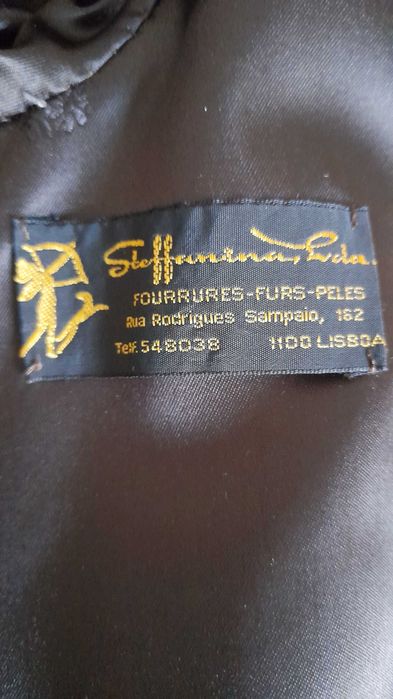 Steffanina, Lda.
FOURRURES-FURS-PELES
Rua Rodrigues Sampaio, 162
Telf. 548038 1100 LISBOA